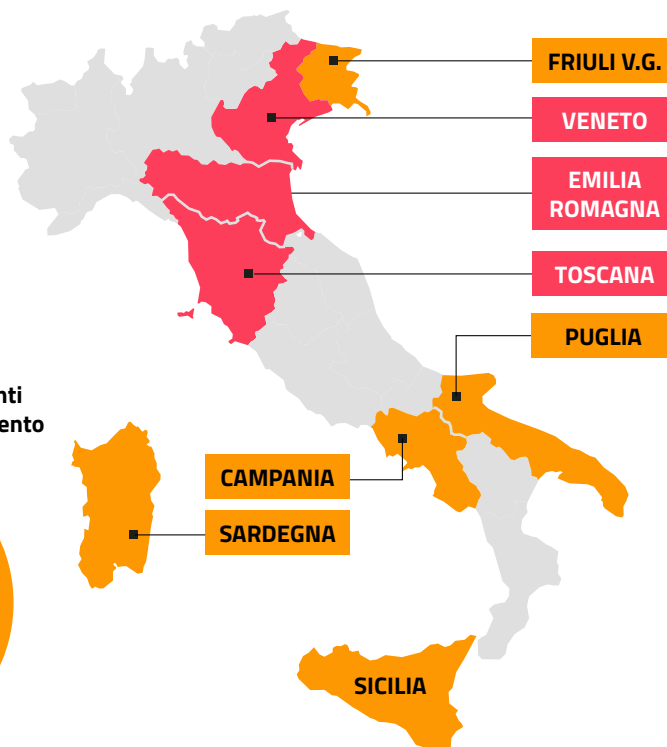 FRIULI V.G.
VENETO
EMILIA
ROMAGNA
TOSCANA
PUGLIA
CAMPANIA
SARDEGNA
SICILIA